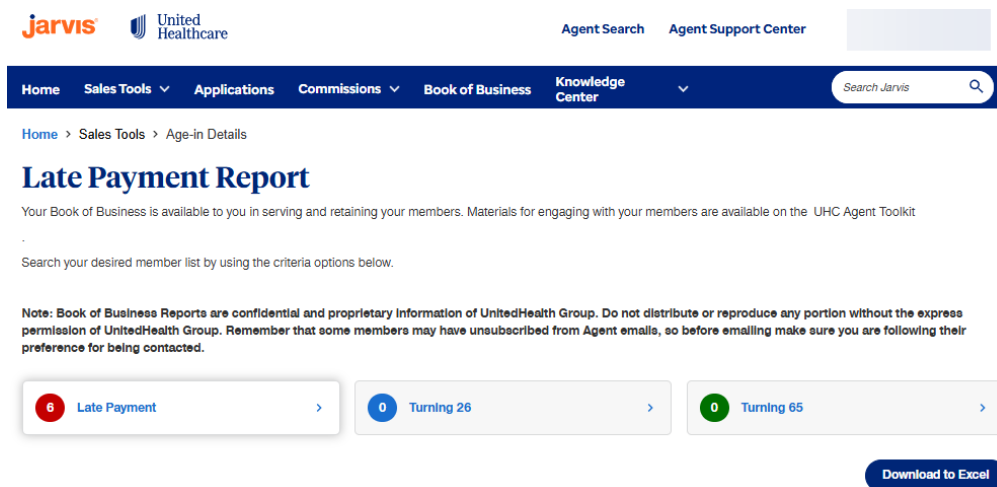 jarvis United Healthcare Agent Search Agent Support Center
Home Sales Tools Applications Commissions Book of Business Knowledge Center Search Jarvis
Home > Sales Tools > Age-in Details
Late Payment Report
Your Book of Business is available to you in serving and retaining your members. Materials for engaging with your members are available on the UHC Agent Toolkit
.
Search your desired member list by using the criteria options below.
Note: Book of Business Reports are confidential and proprietary information of UnitedHealth Group. Do not distribute or reproduce any portion without the express
permission of UnitedHealth Group. Remember that some members may have unsubscribed from Agent emails, so before emailing make sure you are following their
preference for being contacted.
6 Late Payment > 0 Turning 26 > 0 Turning 65 >
Download to Excel